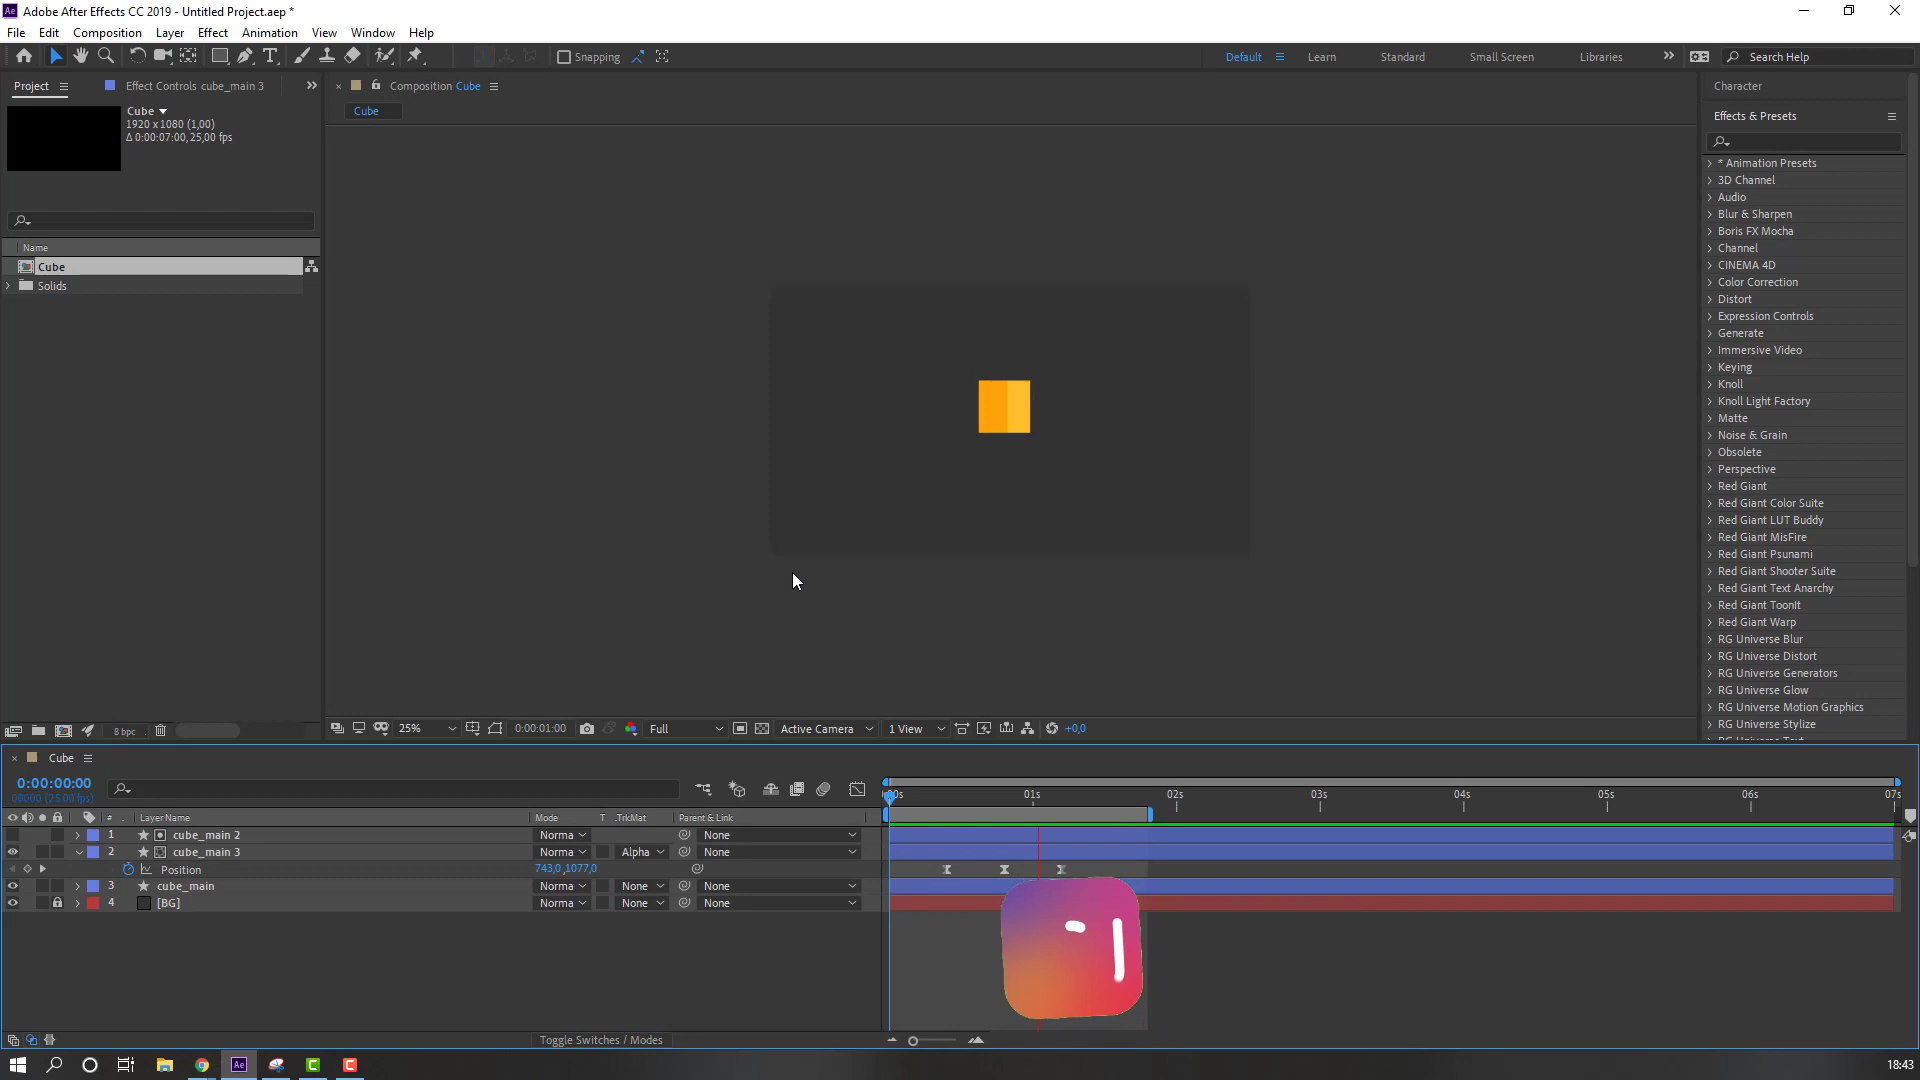 Adobe After Effects CC 2019 - Untitled Project.aep *
File Edit Composition Layer Effect Animation View Window Help
Snapping Default Learn Standard Small Screen Libraries Search Help
Project Effect Controls cube_main 3 Composition Cube Character
Cube
Cube
1920 x 1080 (1,00)
Δ 0:00:07:00, 25,00 fps
Effects & Presets
* Animation Presets
3D Channel
Audio
Blur & Sharpen
Boris FX Mocha
Channel
CINEMA 4D
Color Correction
Distort
Expression Controls
Generate
Immersive Video
Keying
Knoll
Knoll Light Factory
Matte
Noise & Grain
Obsolete
Perspective
Red Giant
Red Giant Color Suite
Red Giant LUT Buddy
Red Giant MisFire
Red Giant Psunami
Red Giant Shooter Suite
Red Giant Text Anarchy
Red Giant ToonIt
Red Giant Warp
RG Universe Blur
RG Universe Distort
RG Universe Generators
RG Universe Glow
RG Universe Motion Graphics
RG Universe Stylize
Name
Cube
Solids
8 bpc
25% 0:00:01:00 Full Active Camera 1 View +0,0
Cube
0:00:00:00
00000 (25.00 fps)
:00s 01s 02s 03s 04s 05s 06s 07s
# Layer Name Mode T .TrkMat Parent & Link
1 cube_main 2 Norma None
2 cube_main 3 Norma Alpha None
Position 743,0 ,1077,0
3 cube_main Norma None None
4 [BG] Norma None None
Toggle Switches / Modes
Ae 18:43